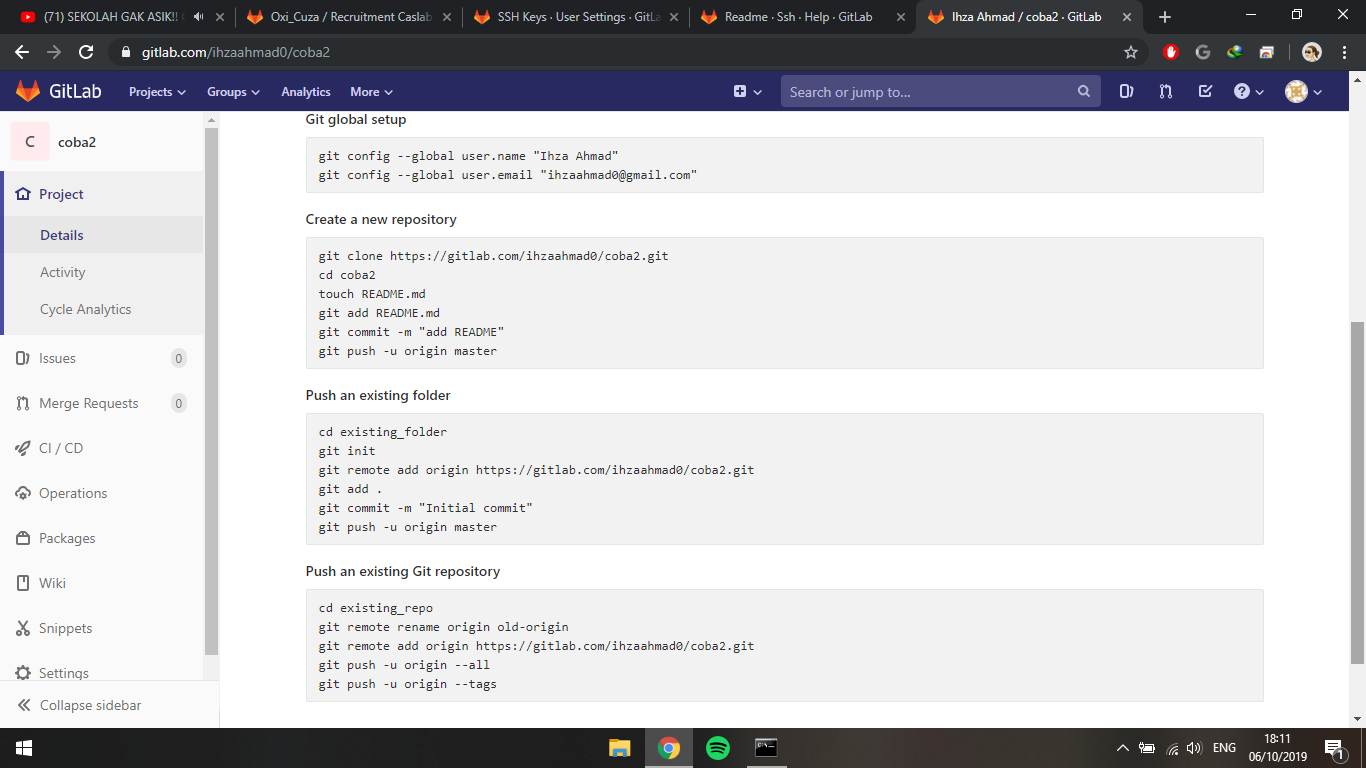 (71) SEKOLAH GAK ASIK!!
Oxi_Cuza / Recruitment Caslab
SSH Keys · User Settings · GitLa
Readme · Ssh · Help · GitLab
Ihza Ahmad / coba2 · GitLab
gitlab.com/ihzaahmad0/coba2
GitLab
Projects
Groups
Analytics
More
Search or jump to...
C
coba2
Project
Details
Activity
Cycle Analytics
Issues 0
Merge Requests 0
CI / CD
Operations
Packages
Wiki
Snippets
Settings
Collapse sidebar
Git global setup
git config --global user.name "Ihza Ahmad"
git config --global user.email "ihzaahmad0@gmail.com"
Create a new repository
git clone https://gitlab.com/ihzaahmad0/coba2.git
cd coba2
touch README.md
git add README.md
git commit -m "add README"
git push -u origin master
Push an existing folder
cd existing_folder
git init
git remote add origin https://gitlab.com/ihzaahmad0/coba2.git
git add .
git commit -m "Initial commit"
git push -u origin master
Push an existing Git repository
cd existing_repo
git remote rename origin old-origin
git remote add origin https://gitlab.com/ihzaahmad0/coba2.git
git push -u origin --all
git push -u origin --tags
ENG
18:11
06/10/2019
1